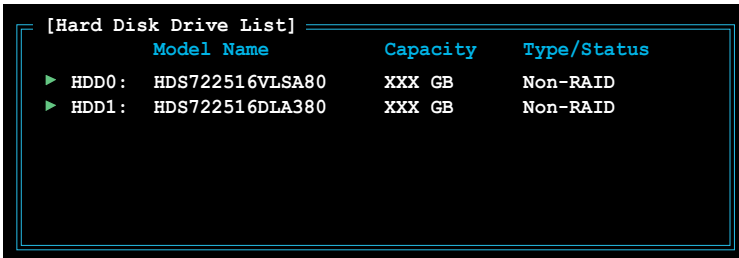 [Hard Disk Drive List]
Model Name Capacity Type/Status
HDD0: HDS722516VLSA80 XXX GB Non-RAID
HDD1: HDS722516DLA380 XXX GB Non-RAID